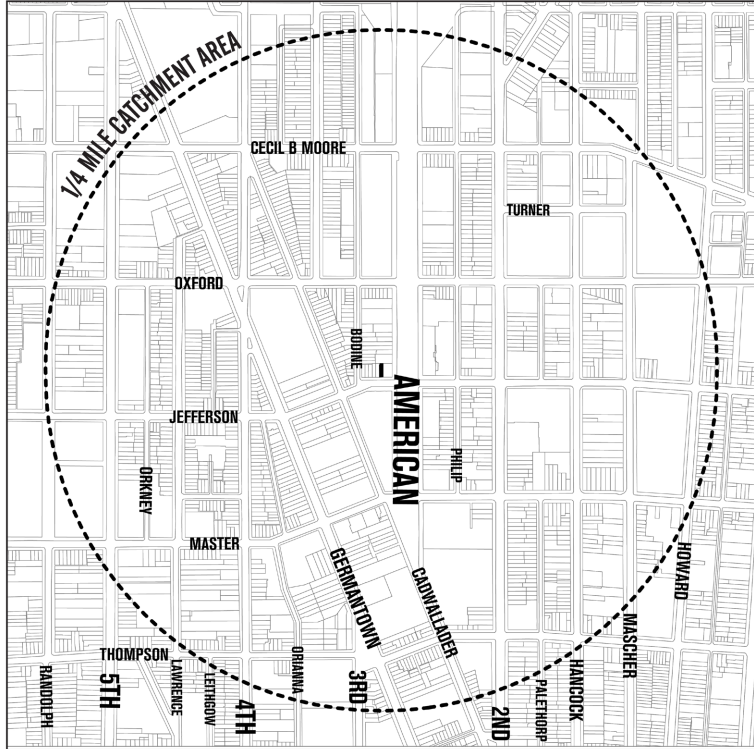 1/4 MILE CATCHMENT AREA
CECIL B MOORE
TURNER
OXFORD
BODINE
AMERICAN
JEFFERSON
PHILIP
ORKNEY
MASTER
GERMANTOWN
CADWALLADER
HOWARD
MASCHER
THOMPSON
RANDOLPH
5TH
LAWRENCE
LEITHGOW
4TH
ORIANNA
3RD
2ND
PALETHORP
HANCOCK